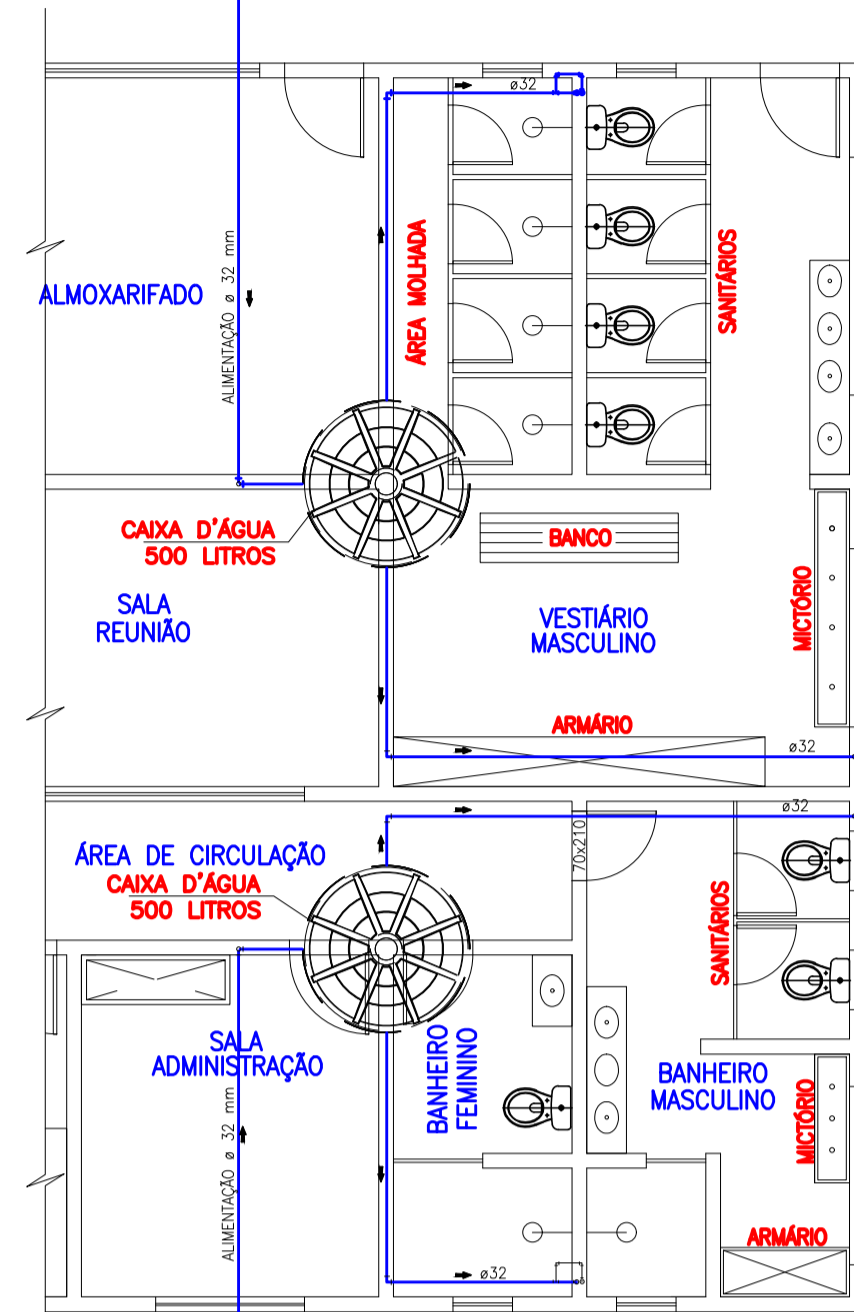 ø32
ALIMENTAÇÃO ø 32 mm
ALMOXARIFADO
ÁREA MOLHADA
SANITÁRIOS
CAIXA D'ÁGUA
500 LITROS
BANCO
SALA
REUNIÃO
VESTIÁRIO
MASCULINO
MICTÓRIO
ARMÁRIO
ø32
ø32
70x210
ÁREA DE CIRCULAÇÃO
CAIXA D'ÁGUA
500 LITROS
SANITÁRIOS
SALA
ADMINISTRAÇÃO
BANHEIRO
FEMININO
BANHEIRO
MASCULINO
MICTÓRIO
ALIMENTAÇÃO ø 32 mm
ARMÁRIO
ø32